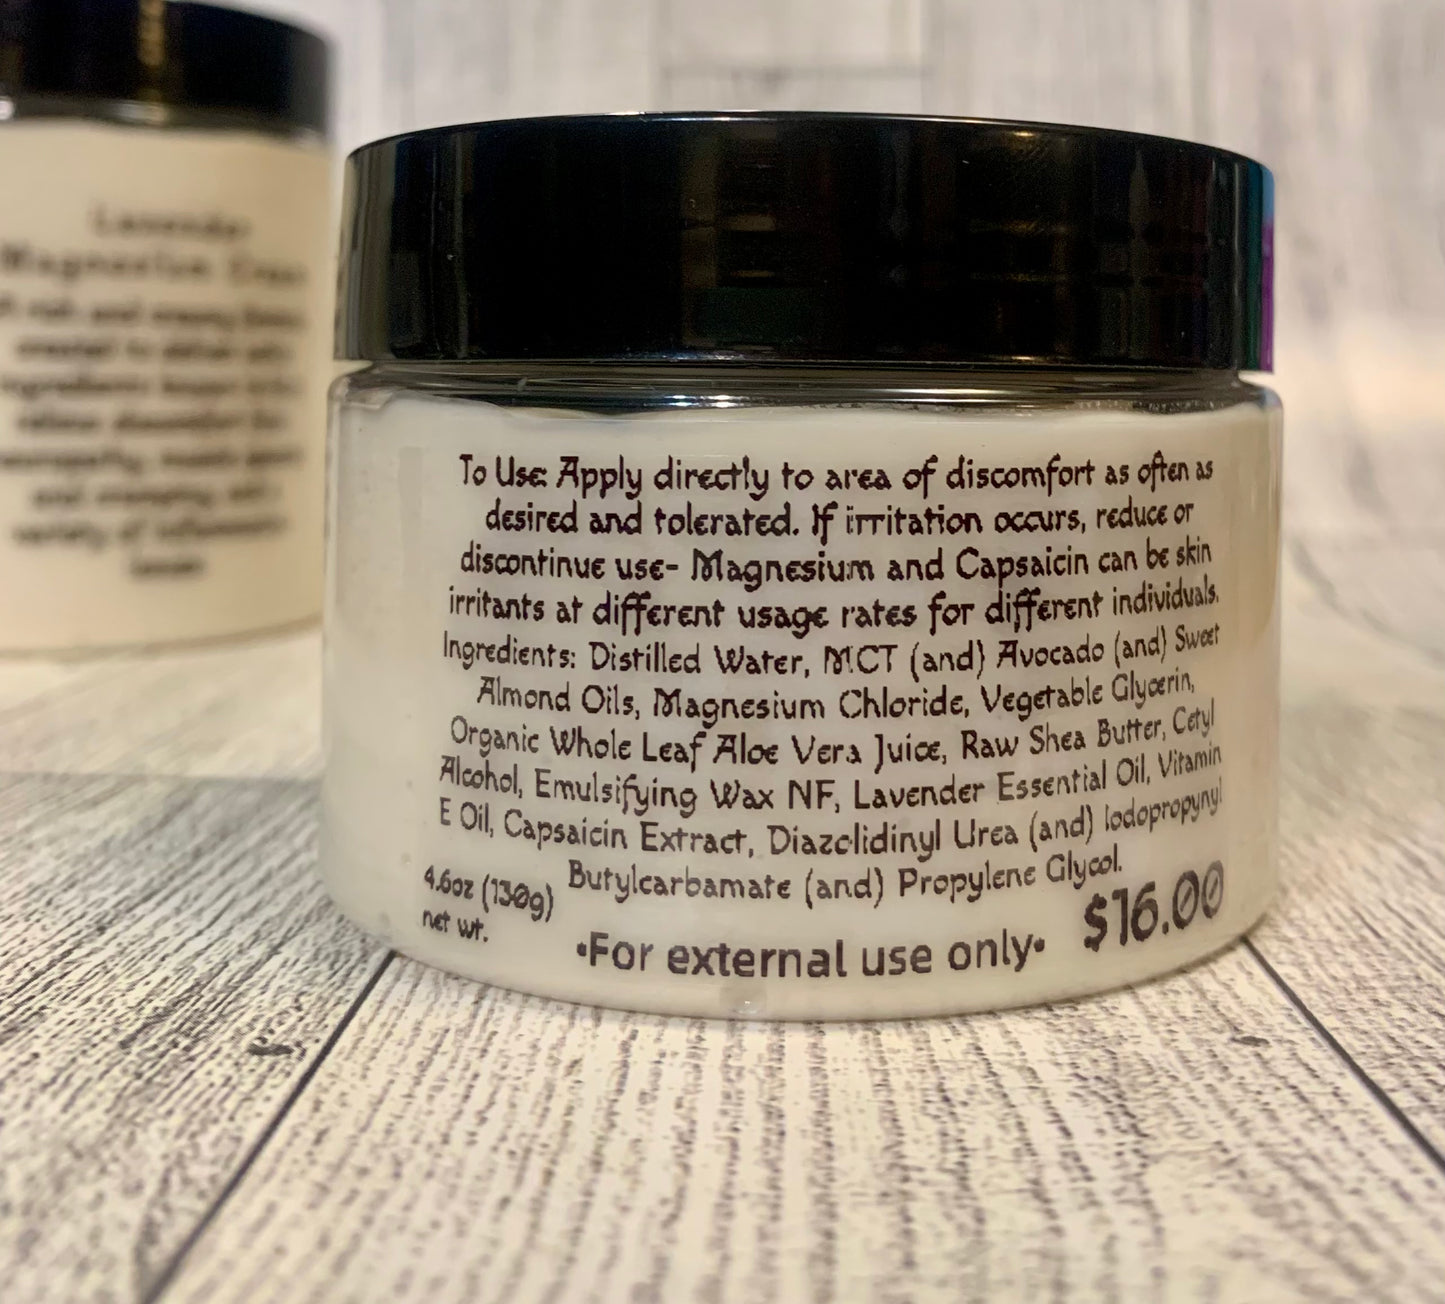 Lavender
Magnesium Cream
To Use: Apply directly to area of discomfort as often as
desired and tolerated. If irritation occurs, reduce or
discontinue use- Magnesium and Capsaicin can be skin
irritants at different usage rates for different individuals.
Ingredients: Distilled Water, MCT (and) Avocado (and) Sweet
Almond Oils, Magnesium Chloride, Vegetable Glycerin,
Organic Whole Leaf Aloe Vera Juice, Raw Shea Butter, Cetyl
Alcohol, Emulsifying Wax NF, Lavender Essential Oil, Vitamin
E Oil, Capsaicin Extract, Diazolidinyl Urea (and) Iodopropynyl
Butylcarbamate (and) Propylene Glycol.
4.6oz (130g)
net wt.
•For external use only•
$16.00